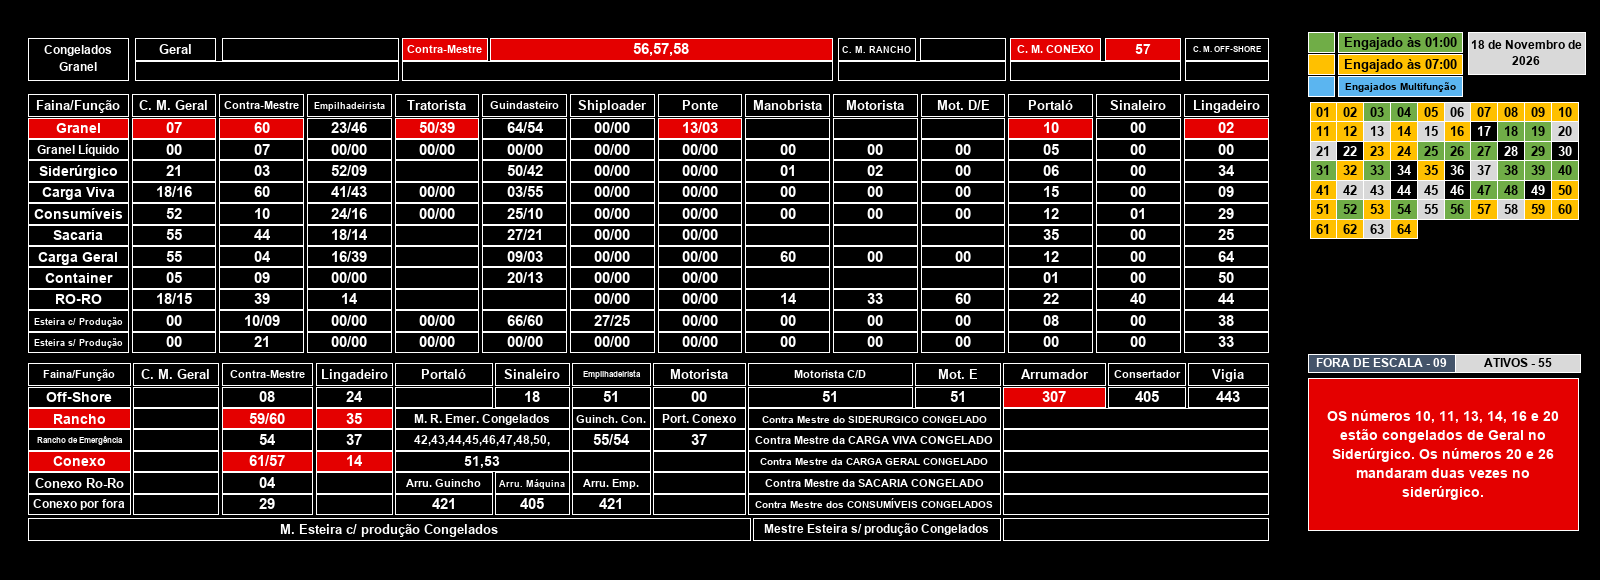 Congelados Granel Geral Contra-Mestre 56,57,58 C. M. RANCHO C. M. CONEXO 57 C. M. OFF-SHORE
Faina/Função C. M. Geral Contra-Mestre Empilhadeirista Tratorista Guindasteiro Shiploader Ponte Manobrista Motorista Mot. D/E Portaló Sinaleiro Lingadeiro
Granel 07 60 23/46 50/39 64/54 00/00 13/03 10 00 02
Granel Líquido 00 07 00/00 00/00 00/00 00/00 00/00 00 00 00 05 00 00
Siderúrgico 21 03 52/09 50/42 00/00 00/00 01 02 00 06 00 34
Carga Viva 18/16 60 41/43 00/00 03/55 00/00 00/00 00 00 00 15 00 09
Consumíveis 52 10 24/16 00/00 25/10 00/00 00/00 00 00 00 12 01 29
Sacaria 55 44 18/14 27/21 00/00 00/00 35 00 25
Carga Geral 55 04 16/39 09/03 00/00 00/00 60 00 00 12 00 64
Container 05 09 00/00 20/13 00/00 00/00 01 00 50
RO-RO 18/15 39 14 00/00 00/00 14 33 60 22 40 44
Esteira c/ Produção 00 10/09 00/00 00/00 66/60 27/25 00/00 00 00 00 08 00 38
Esteira s/ Produção 00 21 00/00 00/00 00/00 00/00 00/00 00 00 00 00 00 33
Faina/Função C. M. Geral Contra-Mestre Lingadeiro Portaló Sinaleiro Empilhadeirista Motorista Motorista C/D Mot. E Arrumador Consertador Vigia
Off-Shore 08 24 18 51 00 51 51 307 405 443
Rancho 59/60 35 M. R. Emer. Congelados Guinch. Con. Port. Conexo Contra Mestre do SIDERURGICO CONGELADO
Rancho de Emergência 54 37 42,43,44,45,46,47,48,50, 55/54 37 Contra Mestre da CARGA VIVA CONGELADO
Conexo 61/57 14 51,53 Contra Mestre da CARGA GERAL CONGELADO
Conexo Ro-Ro 04 Arru. Guincho Arru. Máquina Arru. Emp. Contra Mestre da SACARIA CONGELADO
Conexo por fora 29 421 405 421 Contra Mestre dos CONSUMÍVEIS CONGELADOS
M. Esteira c/ produção Congelados Mestre Esteira s/ produção Congelados
Engajado às 01:00
Engajado às 07:00
Engajados Multifunção
18 de Novembro de
2026
01 02 03 04 05 06 07 08 09 10
11 12 13 14 15 16 17 18 19 20
21 22 23 24 25 26 27 28 29 30
31 32 33 34 35 36 37 38 39 40
41 42 43 44 45 46 47 48 49 50
51 52 53 54 55 56 57 58 59 60
61 62 63 64
FORA DE ESCALA - 09 ATIVOS - 55
OS números 10, 11, 13, 14, 16 e 20
estão congelados de Geral no
Siderúrgico. Os números 20 e 26
mandaram duas vezes no
siderúrgico.